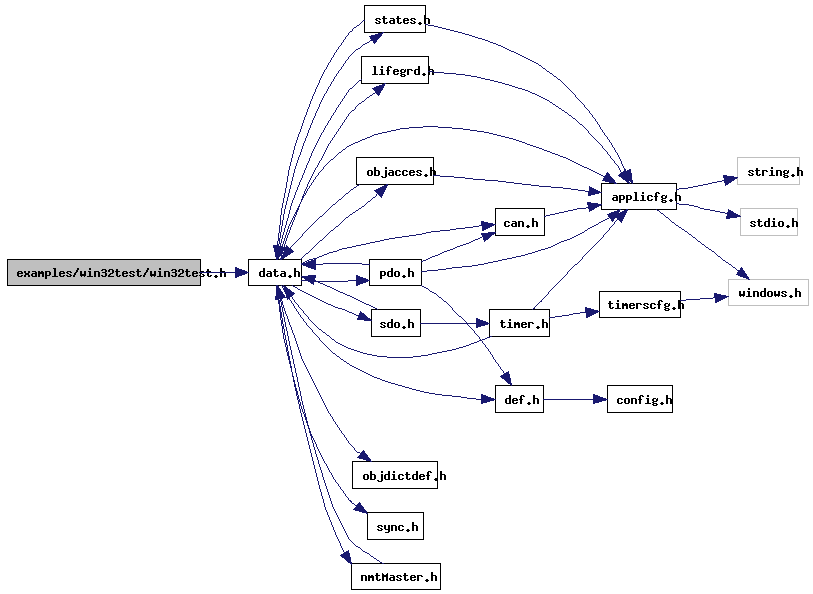 states.h
lifegrd.h
objacces.h
string.h
applicfg.h
can.h
stdio.h
examples/win32test/win32test.h
data.h
pdo.h
windows.h
timerscfg.h
sdo.h
timer.h
def.h
config.h
objdictdef.h
sync.h
nmtMaster.h